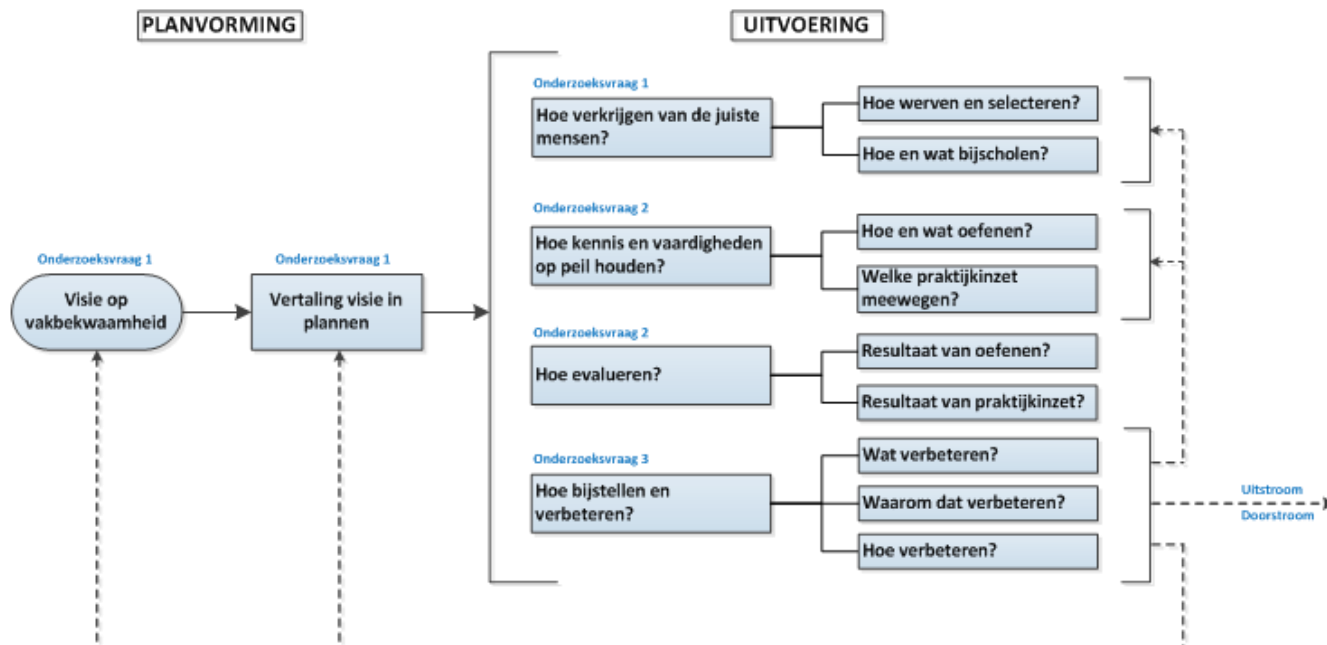 PLANVORMING
UITVOERING
Onderzoeksvraag 1
Visie op
vakbekwaamheid
Onderzoeksvraag 1
Vertaling visie in
plannen
Onderzoeksvraag 1
Hoe verkrijgen van de juiste
mensen?
Hoe werven en selecteren?
Hoe en wat bijscholen?
Onderzoeksvraag 2
Hoe kennis en vaardigheden
op peil houden?
Hoe en wat oefenen?
Welke praktijkinzet
meewegen?
Onderzoeksvraag 2
Hoe evalueren?
Resultaat van oefenen?
Resultaat van praktijkinzet?
Onderzoeksvraag 3
Hoe bijstellen en
verbeteren?
Wat verbeteren?
Waarom dat verbeteren?
Hoe verbeteren?
Uitstroom
Doorstroom